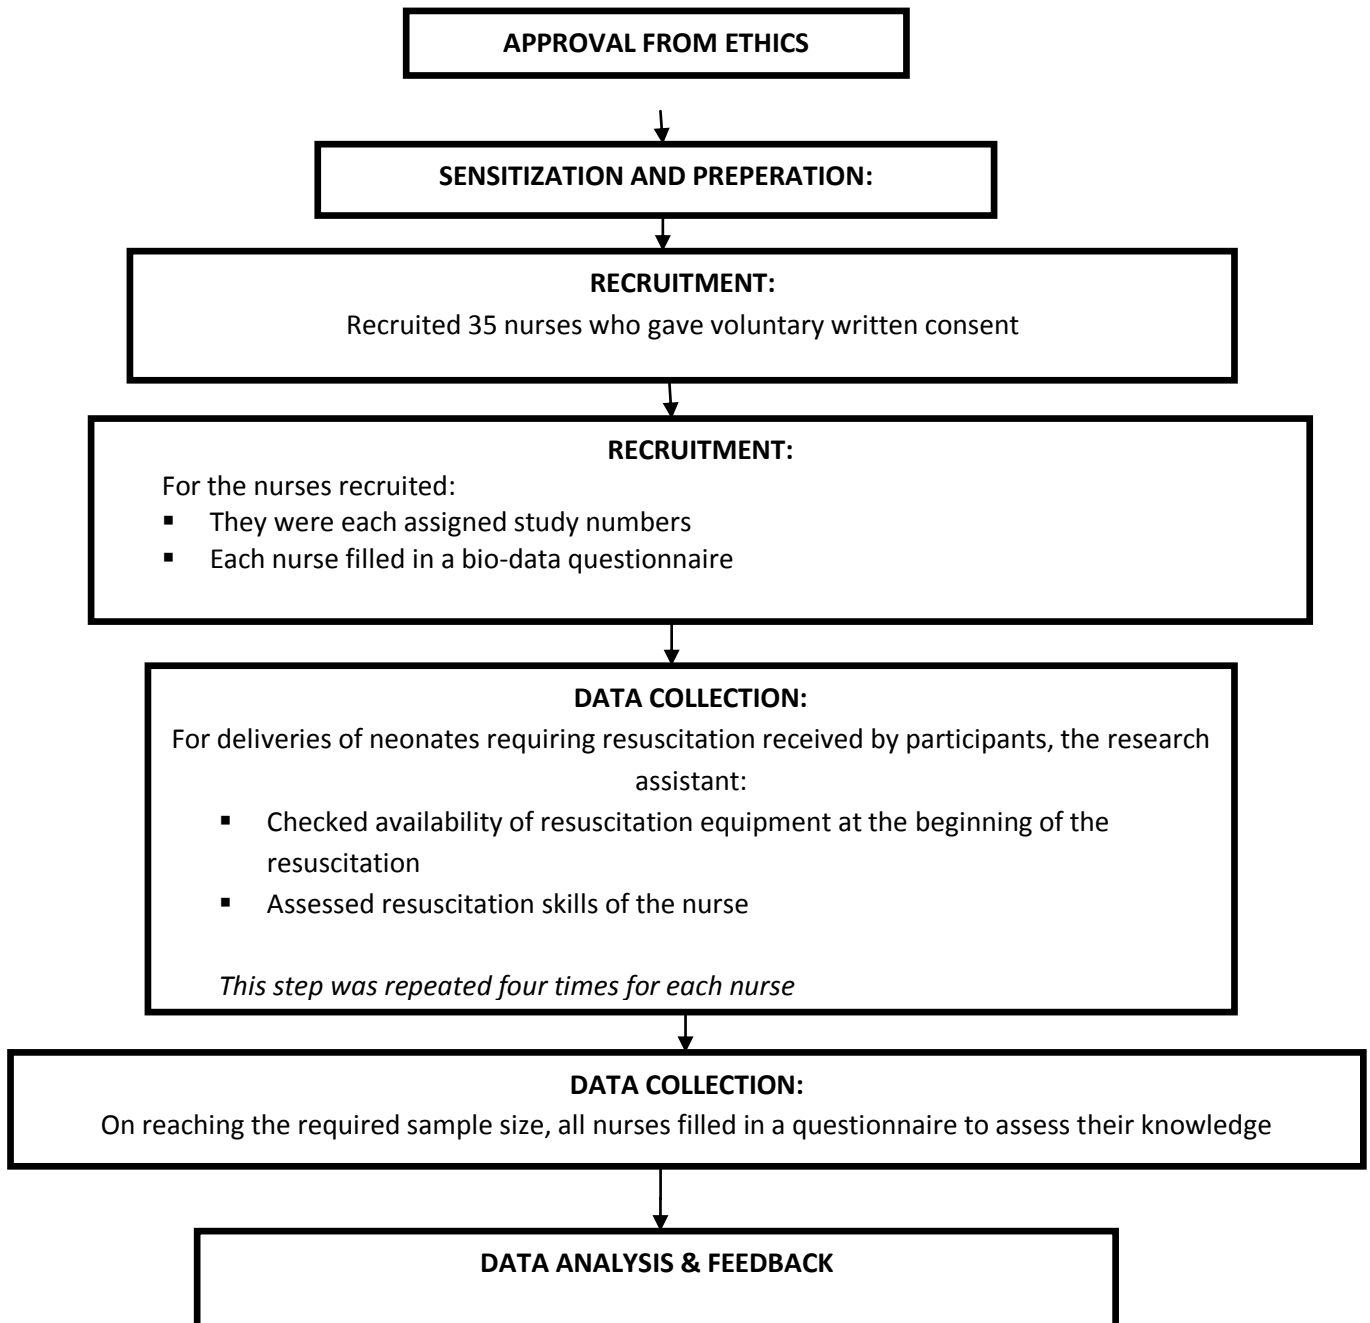 APPROVAL FROM ETHICS
SENSITIZATION AND PREPERATION:
RECRUITMENT:
Recruited 35 nurses who gave voluntary written consent
RECRUITMENT:
For the nurses recruited:
▪ They were each assigned study numbers
▪ Each nurse filled in a bio-data questionnaire
DATA COLLECTION:
For deliveries of neonates requiring resuscitation received by participants, the research
assistant:
▪ Checked availability of resuscitation equipment at the beginning of the
resuscitation
▪ Assessed resuscitation skills of the nurse
This step was repeated four times for each nurse
DATA COLLECTION:
On reaching the required sample size, all nurses filled in a questionnaire to assess their knowledge
DATA ANALYSIS & FEEDBACK